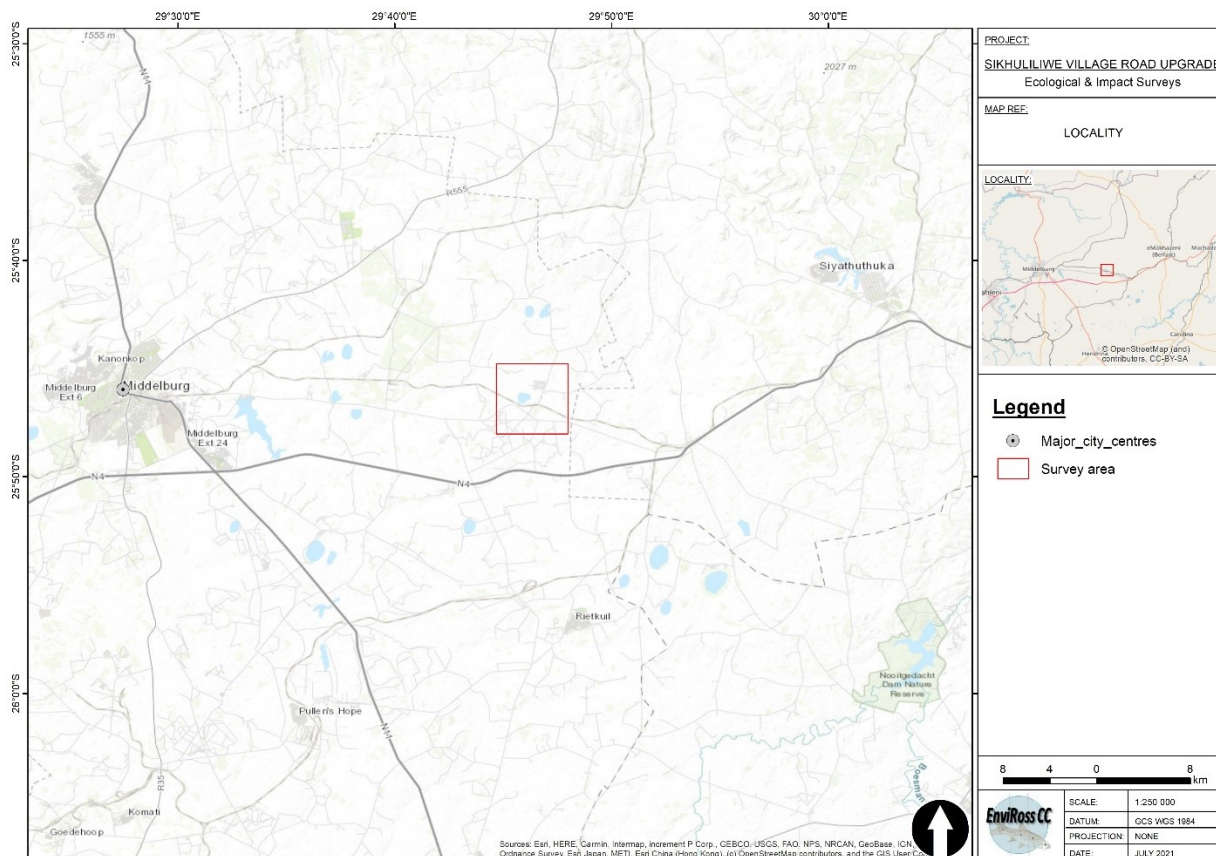 29°30'0"E
29°40'0"E
29°50'0"E
30°0'0"E
25°30'0"S
25°40'0"S
25°50'0"S
26°0'0"S
1555 m
N11
2027 m
R555
Siyathuthuka
Kanonkop
Middelburg
Ext 6
Middelburg
Middelburg
Ext 24
N4
N4
Rietkuil
Nooitgedacht
Dam Nature
Reserve
Pullen's Hope
N11
R35
Komati
Goedehoop
Sources: Esri, HERE, Garmin, Intermap, increment P Corp., GEBCO, USGS, FAO, NPS, NRCAN, GeoBase, IGN,
Ordnance Survey, Esri Japan, METI, Esri China (Hong Kong), (c) OpenStreetMap contributors, and the GIS User
PROJECT:
SIKHULILIWE VILLAGE ROAD UPGRADE
Ecological & Impact Surveys
MAP REF:
LOCALITY
LOCALITY:
Middelburg
eMakhazeni
(Belfast)
Carolina
© OpenStreetMap (and)
contributors, CC-BY-SA
Legend
Major_city_centres
Survey area
8 4 0 8
km
EnviRoss CC
SCALE: 1:250 000
DATUM: GCS WGS 1984
PROJECTION: NONE
DATE: JULY 2021